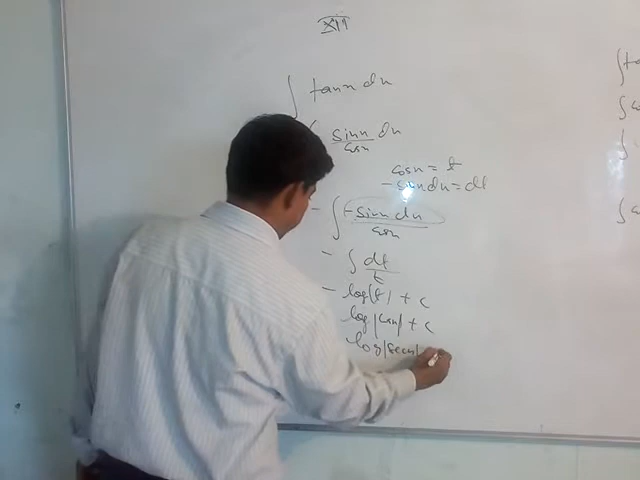 XII
∫ tanx dx
∫ sinx/cosx dx
cosx = t
- sinx dx = dt
- ∫ -sinx dx/cosx
- ∫ dt/t
- log|t| + c
log|cosx| + c
log|secx|